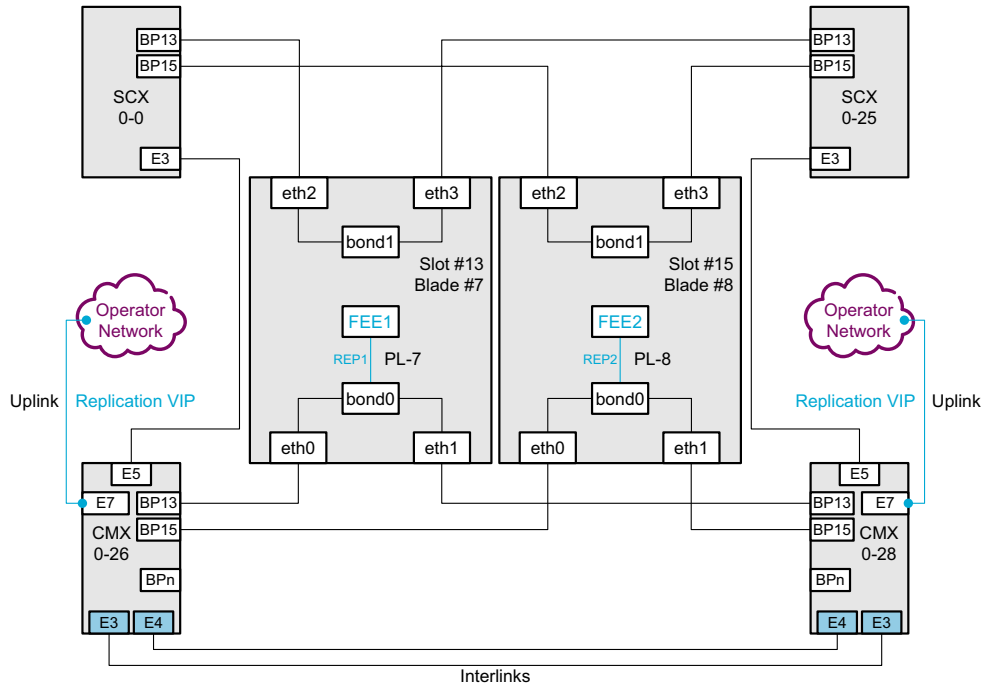 BP13
BP15
SCX
0-0
E3
BP13
BP15
SCX
0-25
E3
eth2
eth3
bond1
Slot #13
Blade #7
FEE1
REP1
PL-7
bond0
eth0
eth1
eth2
eth3
bond1
Slot #15
Blade #8
FEE2
REP2
PL-8
bond0
eth0
eth1
Operator
Network
Uplink
Replication VIP
Operator
Network
Replication VIP
Uplink
E5
E7
BP13
BP15
CMX
0-26
BPn
E3
E4
E5
BP13
E7
BP15
CMX
0-28
BPn
E4
E3
Interlinks